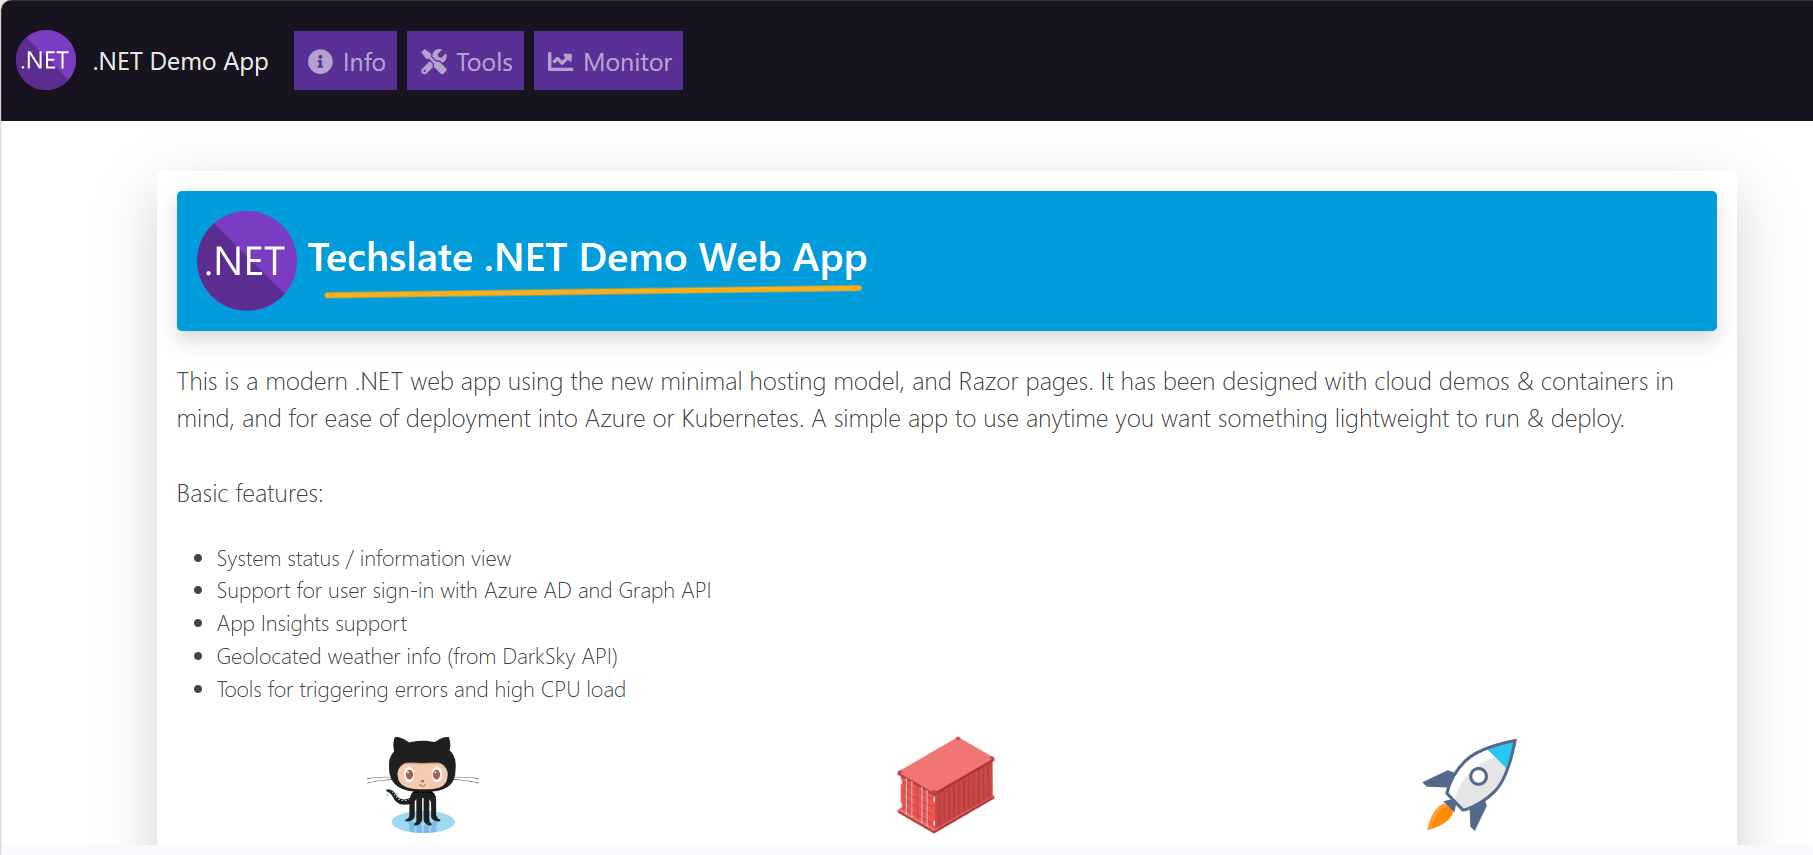 .NET .NET Demo App Info Tools Monitor
.NET Techslate .NET Demo Web App
This is a modern .NET web app using the new minimal hosting model, and Razor pages. It has been designed with cloud demos & containers in
mind, and for ease of deployment into Azure or Kubernetes. A simple app to use anytime you want something lightweight to run & deploy.
Basic features:
System status / information view
Support for user sign-in with Azure AD and Graph API
App Insights support
Geolocated weather info (from DarkSky API)
Tools for triggering errors and high CPU load